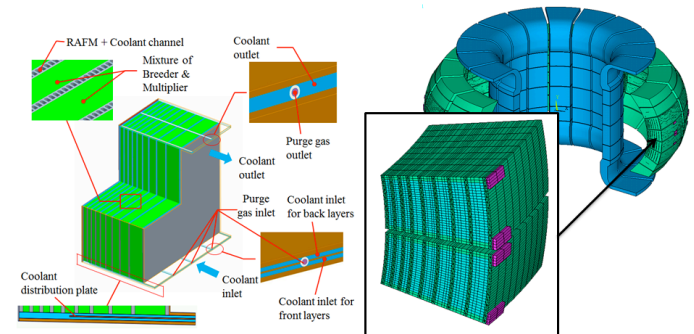 RAFM + Coolant channel
Mixture of
Breeder &
Multiplier
Coolant
outlet
Purge gas
outlet
Coolant
outlet
Purge
gas inlet
Coolant inlet
for back layers
Coolant
inlet
Coolant inlet for
front layers
Coolant
distribution plate